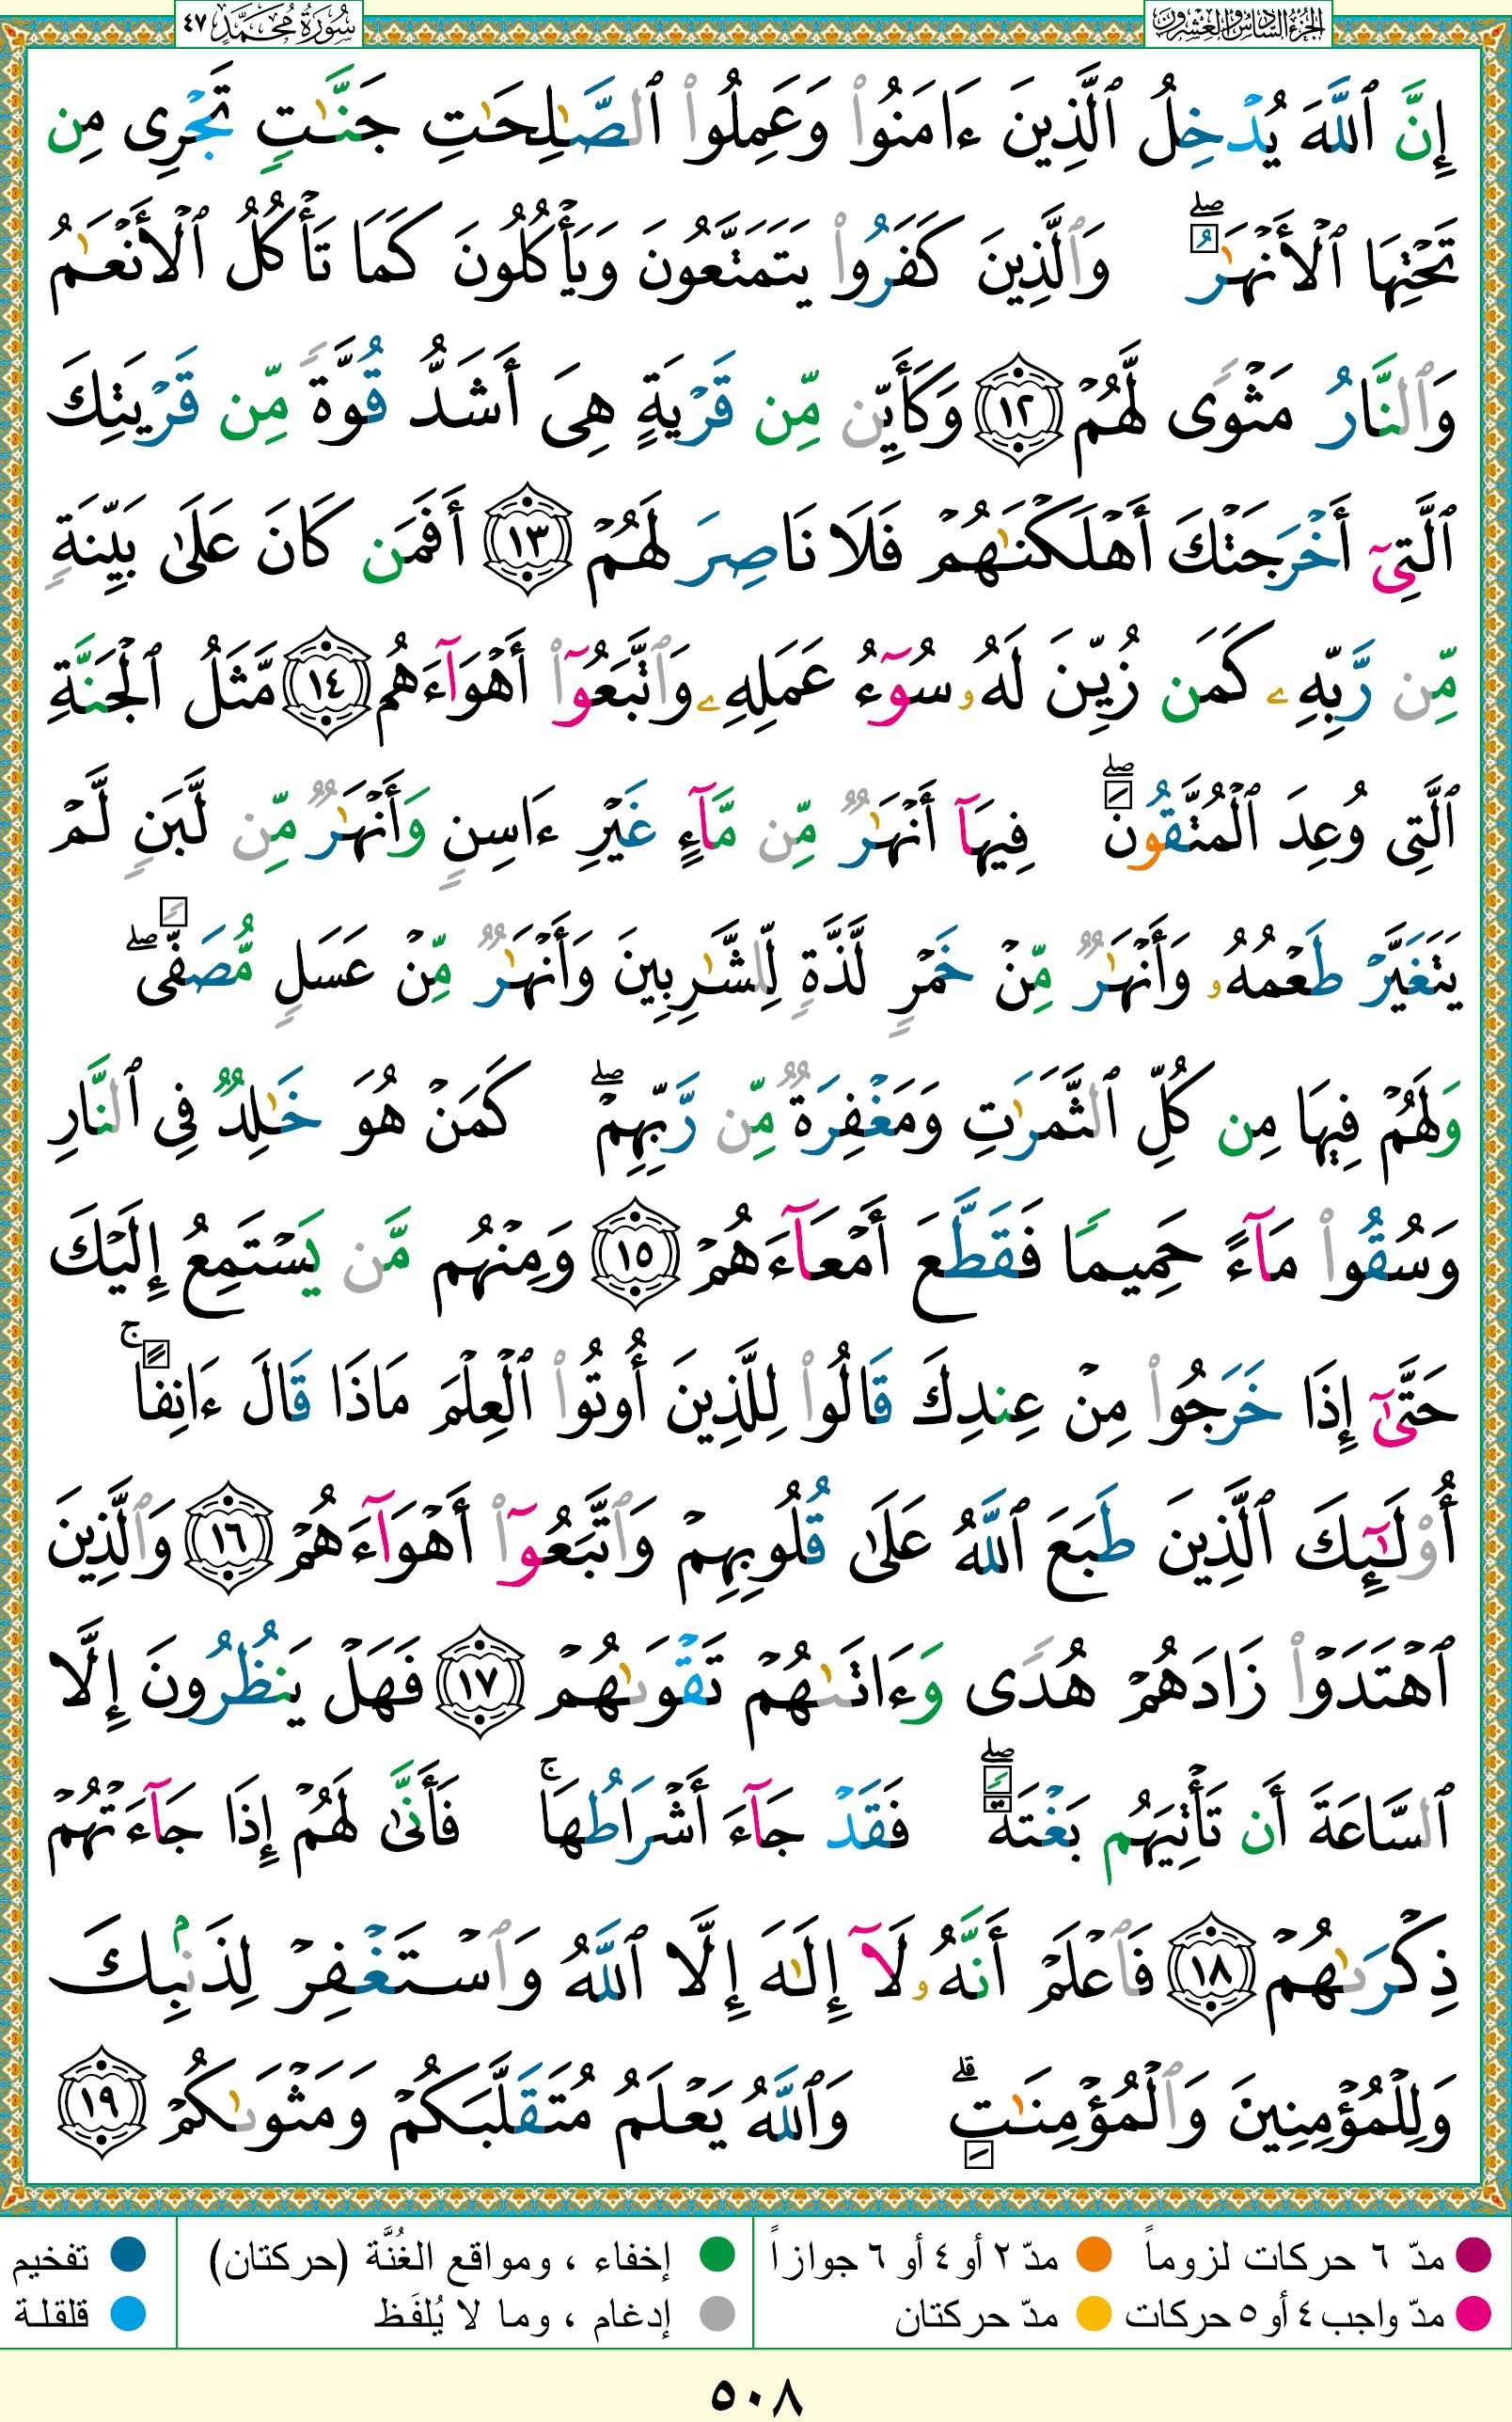 الجزء السادس والعشرون
سُورَةُ مُحَمَّدٍ ٤٧
إِنَّ ٱللَّهَ يُدۡخِلُ ٱلَّذِينَ ءَامَنُواْ وَعَمِلُواْ ٱلصَّٰلِحَٰتِ جَنَّٰتٖ تَجۡرِي مِن
تَحۡتِهَا ٱلۡأَنۡهَٰرُۖ وَٱلَّذِينَ كَفَرُواْ يَتَمَتَّعُونَ وَيَأۡكُلُونَ كَمَا تَأۡكُلُ ٱلۡأَنۡعَٰمُ
وَٱلنَّارُ مَثۡوٗى لَّهُمۡ ١٢ وَكَأَيِّن مِّن قَرۡيَةٍ هِيَ أَشَدُّ قُوَّةٗ مِّن قَرۡيَتِكَ
ٱلَّتِيٓ أَخۡرَجَتۡكَ أَهۡلَكۡنَٰهُمۡ فَلَا نَاصِرَ لَهُمۡ ١٣ أَفَمَن كَانَ عَلَىٰ بَيِّنَةٖ
مِّن رَّبِّهِۦ كَمَن زُيِّنَ لَهُۥ سُوٓءُ عَمَلِهِۦ وَٱتَّبَعُوٓاْ أَهۡوَآءَهُم ١٤ مَّثَلُ ٱلۡجَنَّةِ
ٱلَّتِي وُعِدَ ٱلۡمُتَّقُونَۖ فِيهَآ أَنۡهَٰرٞ مِّن مَّآءٍ غَيۡرِ ءَاسِنٖ وَأَنۡهَٰرٞ مِّن لَّبَنٖ لَّمۡ
يَتَغَيَّرۡ طَعۡمُهُۥ وَأَنۡهَٰرٞ مِّنۡ خَمۡرٖ لَّذَّةٖ لِّلشَّٰرِبِينَ وَأَنۡهَٰرٞ مِّنۡ عَسَلٖ مُّصَفّٗىۖ
وَلَهُمۡ فِيهَا مِن كُلِّ ٱلثَّمَرَٰتِ وَمَغۡفِرَةٞ مِّن رَّبِّهِمۡۖ كَمَنۡ هُوَ خَٰلِدٞ فِي ٱلنَّارِ
وَسُقُواْ مَآءً حَمِيمٗا فَقَطَّعَ أَمۡعَآءَهُمۡ ١٥ وَمِنۡهُم مَّن يَسۡتَمِعُ إِلَيۡكَ
حَتَّىٰٓ إِذَا خَرَجُواْ مِنۡ عِندِكَ قَالُواْ لِلَّذِينَ أُوتُواْ ٱلۡعِلۡمَ مَاذَا قَالَ ءَانِفًاۚ
أُوْلَٰٓئِكَ ٱلَّذِينَ طَبَعَ ٱللَّهُ عَلَىٰ قُلُوبِهِمۡ وَٱتَّبَعُوٓاْ أَهۡوَآءَهُمۡ ١٦ وَٱلَّذِينَ
ٱهۡتَدَوۡاْ زَادَهُمۡ هُدٗى وَءَاتَىٰهُمۡ تَقۡوَىٰهُمۡ ١٧ فَهَلۡ يَنظُرُونَ إِلَّا
ٱلسَّاعَةَ أَن تَأۡتِيَهُم بَغۡتَةٗۖ فَقَدۡ جَآءَ أَشۡرَاطُهَاۚ فَأَنَّىٰ لَهُمۡ إِذَا جَآءَتۡهُمۡ
ذِكۡرَىٰهُمۡ ١٨ فَٱعۡلَمۡ أَنَّهُۥ لَآ إِلَٰهَ إِلَّا ٱللَّهُ وَٱسۡتَغۡفِرۡ لِذَنۢبِكَ
وَلِلۡمُؤۡمِنِينَ وَٱلۡمُؤۡمِنَٰتِۗ وَٱللَّهُ يَعۡلَمُ مُتَقَلَّبَكُمۡ وَمَثۡوَىٰكُمۡ ١٩
مدّ ٦ حركات لزوماً مدّ ٢ أو ٤ أو ٦ جوازاً إخفاء ، ومواقع الغُنَّة (حركتان) تفخيم
مدّ واجب ٤ أو ٥ حركات مدّ حركتان إدغام ، وما لا يُلفَظ قلقلة
٥٠٨